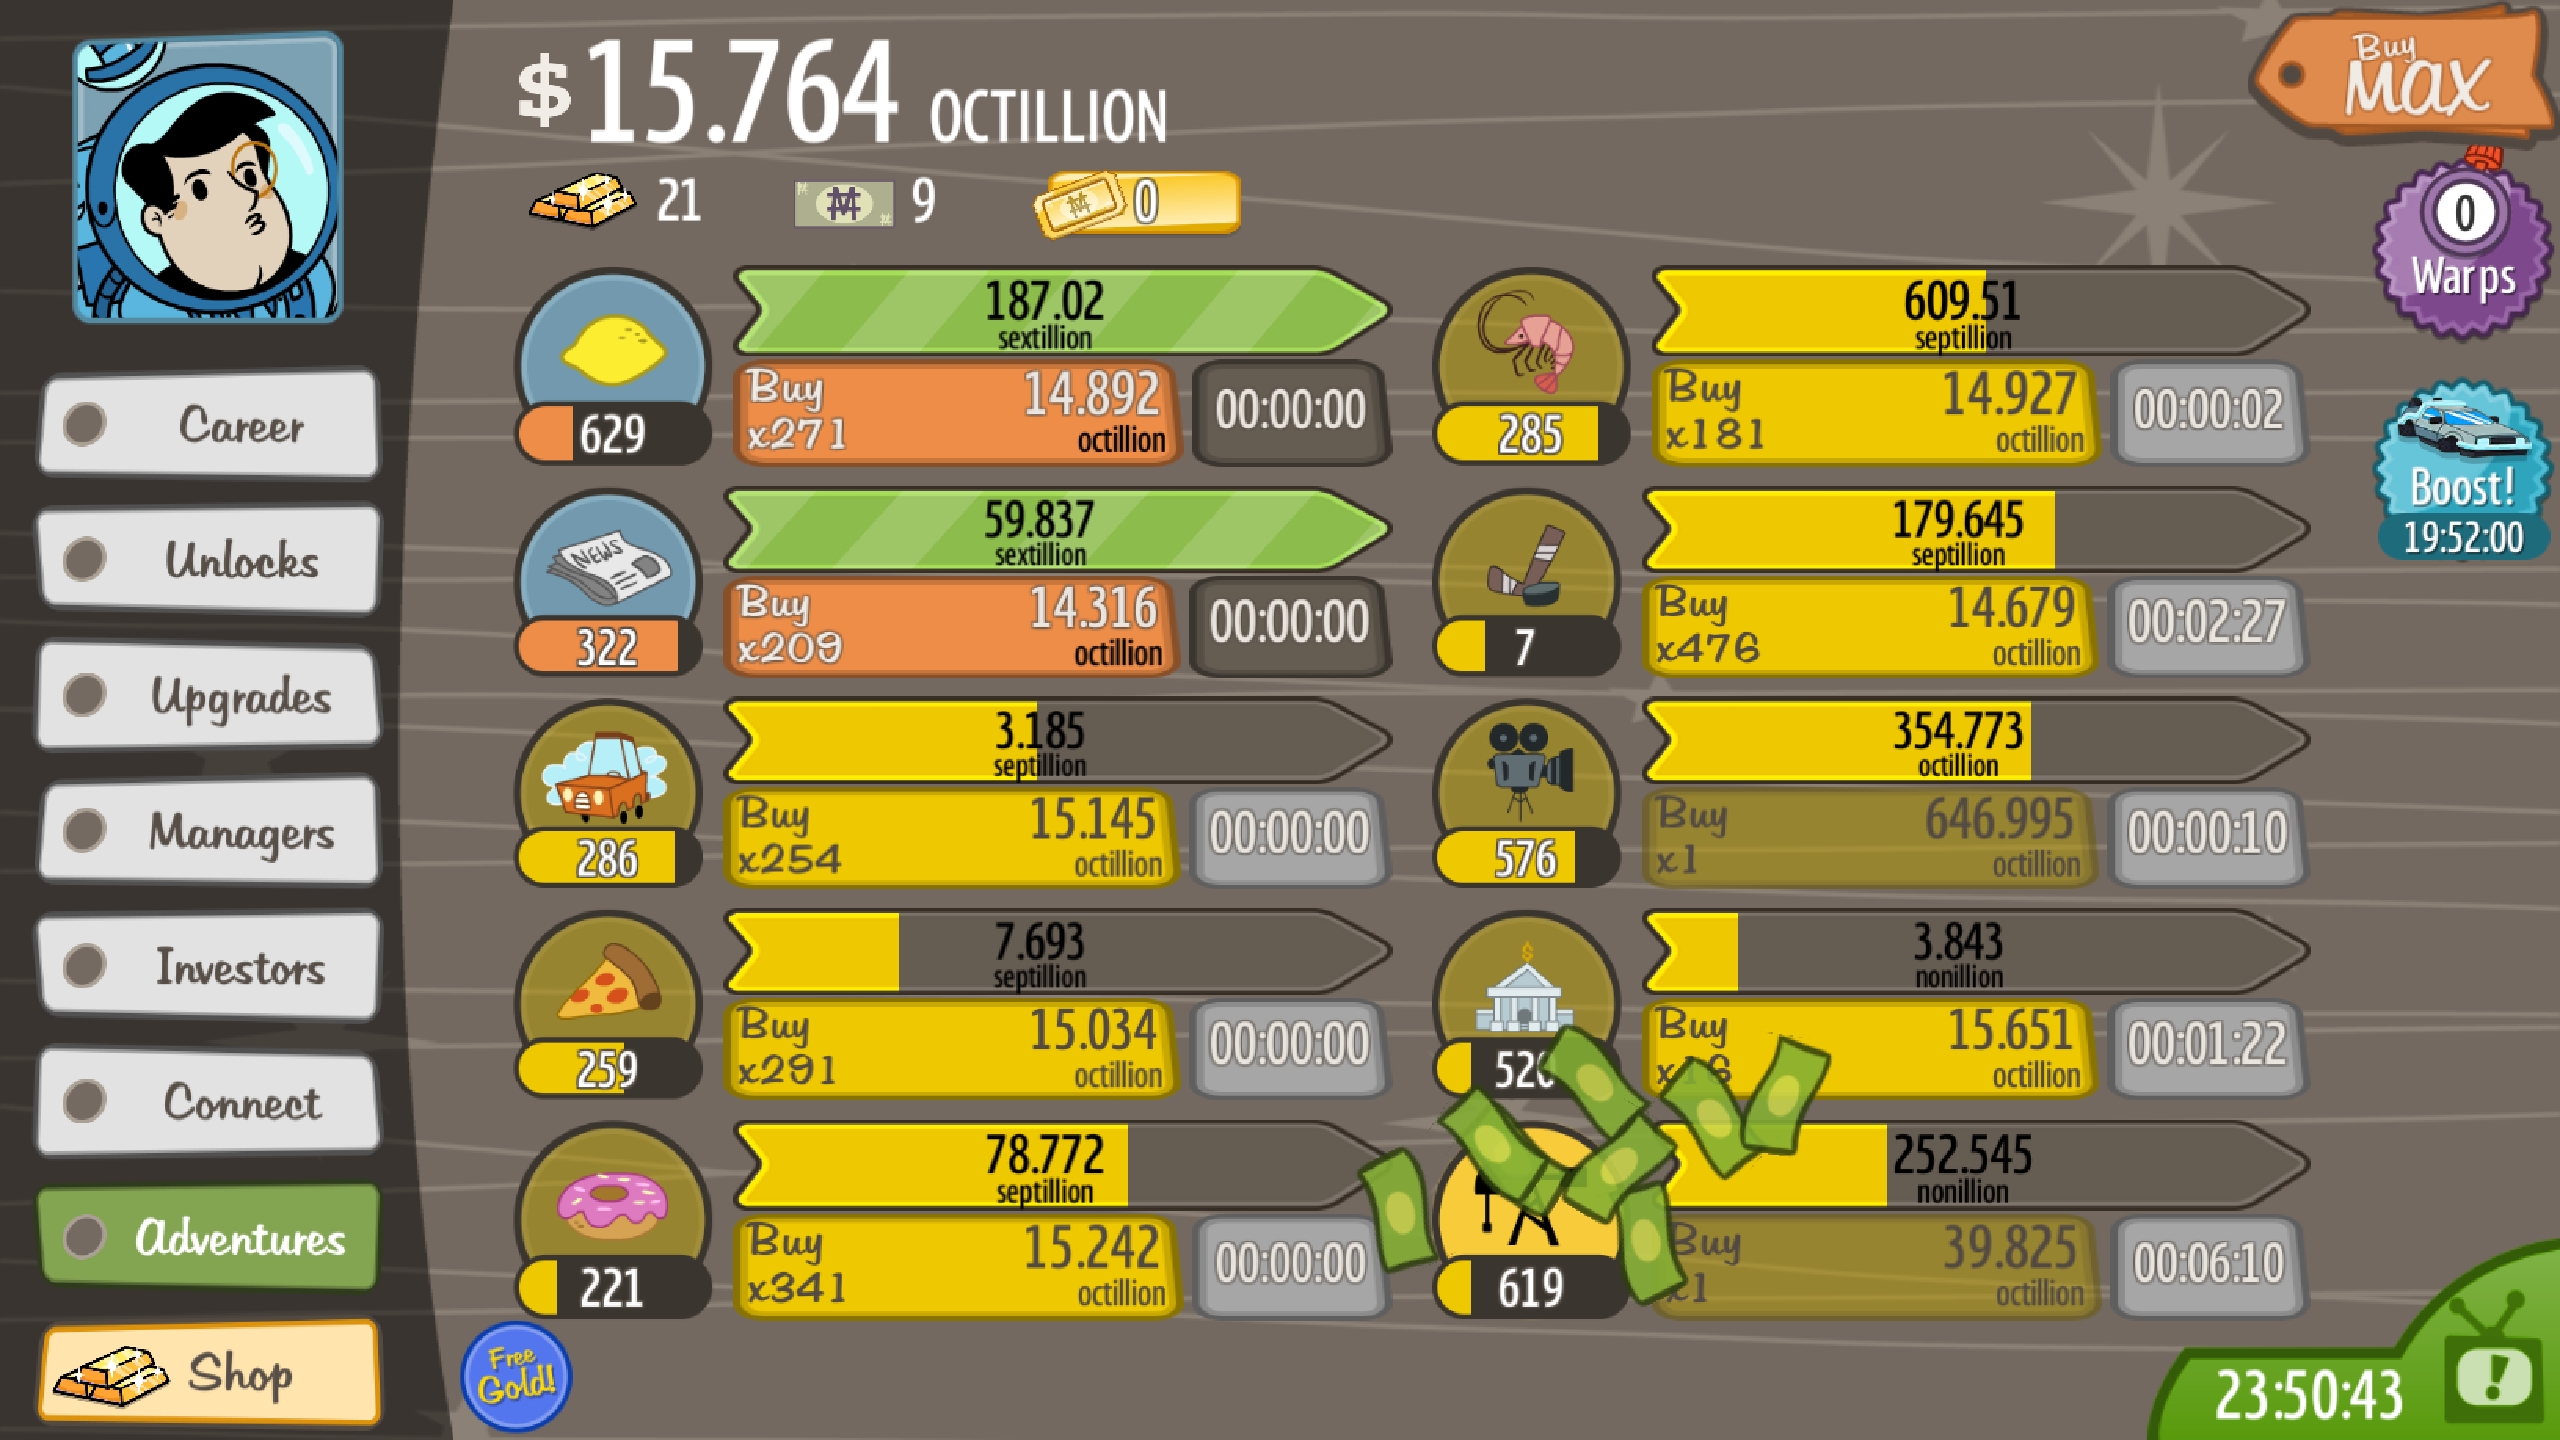 $15.764 OCTILLION
Buy
MAX
21
9
0
0
Warps
Boost!
19:52:00
Career
Unlocks
Upgrades
Managers
Investors
Connect
Adventures
Shop
187.02
sextillion
629
Buy
x271
14.892
octillion
00:00:00
NEWS
59.837
sextillion
322
Buy
x209
14.316
octillion
00:00:00
3.185
septillion
286
Buy
x254
15.145
octillion
00:00:00
7.693
septillion
259
Buy
x291
15.034
octillion
00:00:00
78.772
septillion
221
Buy
x341
15.242
octillion
00:00:00
609.51
septillion
285
Buy
x181
14.927
octillion
00:00:02
179.645
septillion
7
Buy
x476
14.679
octillion
00:02:27
354.773
octillion
576
Buy
x1
646.995
octillion
00:00:10
3.843
nonillion
Buy
15.651
octillion
00:01:22
252.545
nonillion
619
Buy
x1
39.825
octillion
00:06:10
Free
Gold!
23:50:43